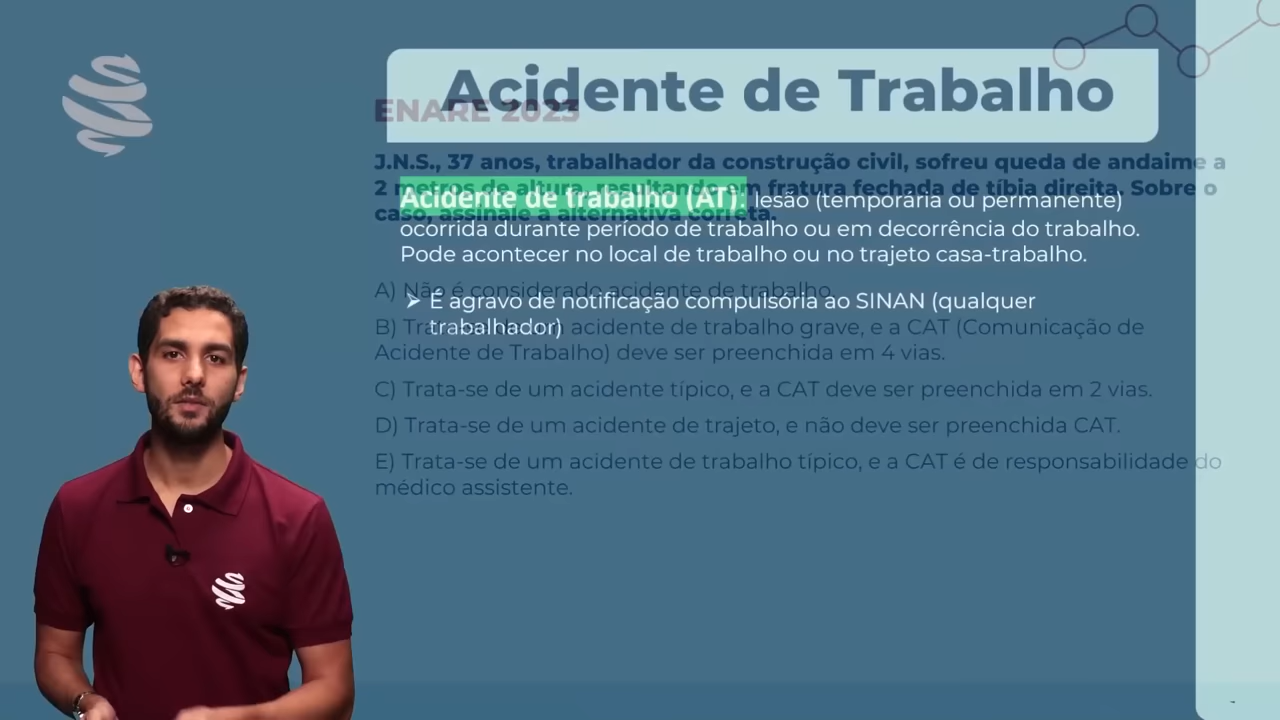 Acidente de Trabalho
ENARE 2023
J.N.S., 37 anos, trabalhador da construção civil, sofreu queda de andaime a
2 metros de altura, resultando em fratura fechada de tíbia direita. Sobre o
caso, assinale a alternativa correta.
Acidente de trabalho (AT): lesão (temporária ou permanente)
ocorrida durante período de trabalho ou em decorrência do trabalho.
Pode acontecer no local de trabalho ou no trajeto casa-trabalho.
➤ É agravo de notificação compulsória ao SINAN (qualquer
trabalhador)
A) Não é considerado acidente de trabalho.
B) Trata-se de um acidente de trabalho grave, e a CAT (Comunicação de
Acidente de Trabalho) deve ser preenchida em 4 vias.
C) Trata-se de um acidente típico, e a CAT deve ser preenchida em 2 vias.
D) Trata-se de um acidente de trajeto, e não deve ser preenchida CAT.
E) Trata-se de um acidente de trabalho típico, e a CAT é de responsabilidade do
médico assistente.